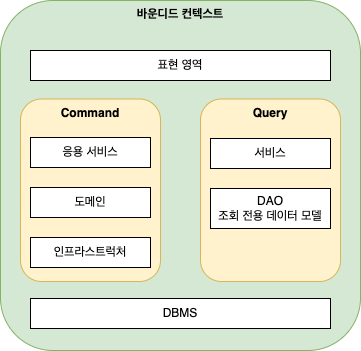 바운디드 컨텍스트
표현 영역
Command
응용 서비스
도메인
인프라스트럭처
Query
서비스
DAO
조회 전용 데이터 모델
DBMS